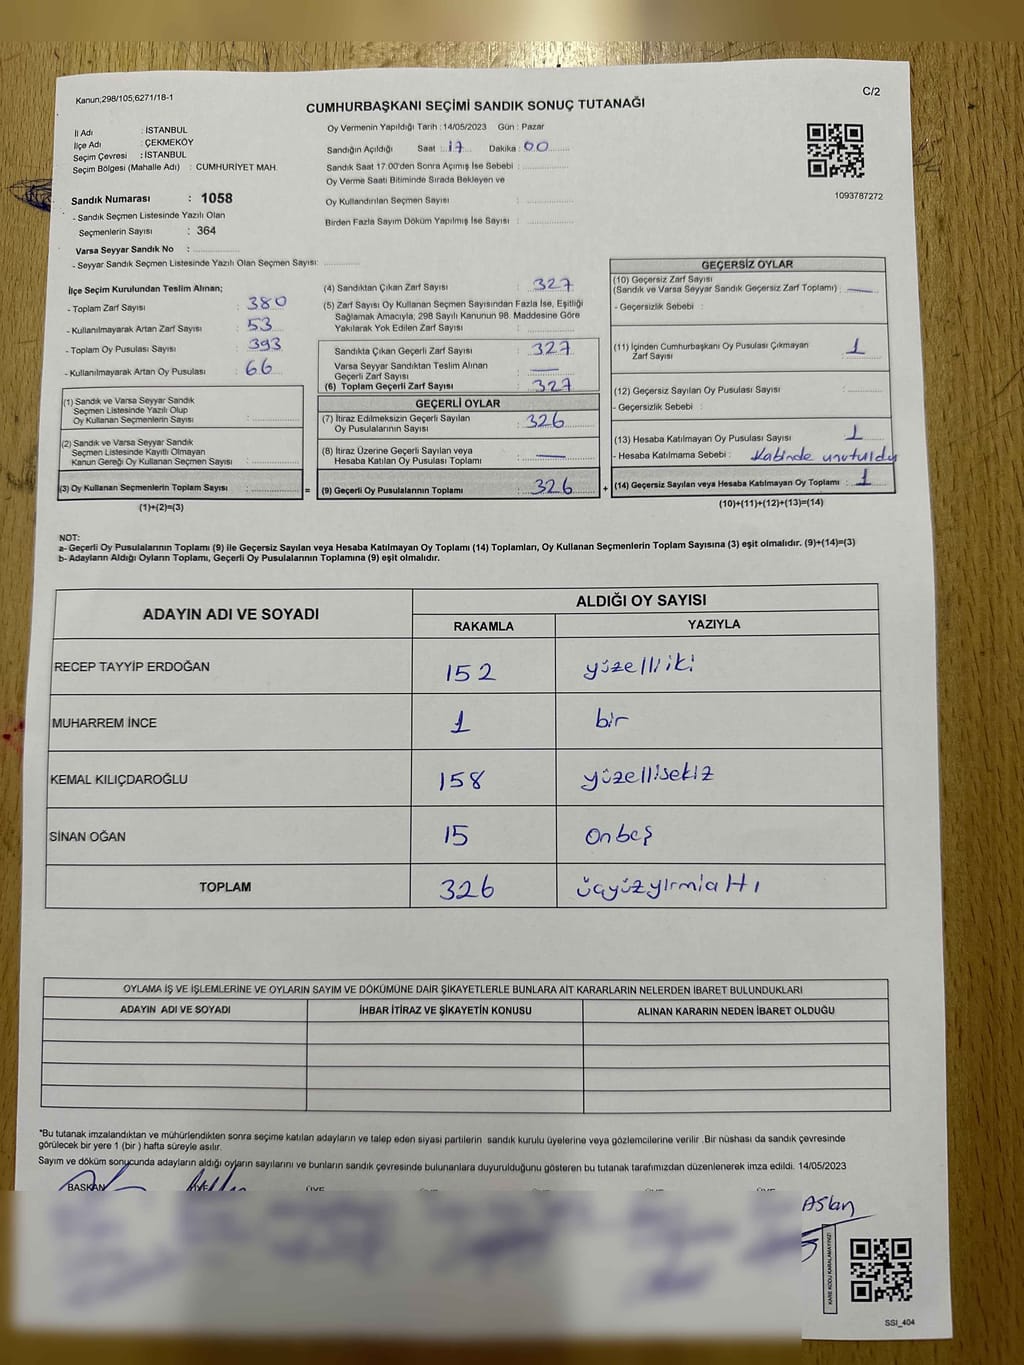 Kanun;298/105;6271/18-1
C/2
CUMHURBAŞKANI SEÇİMİ SANDIK SONUÇ TUTANAĞI
İl Adı : İSTANBUL
İlçe Adı : ÇEKMEKÖY
Seçim Çevresi : İSTANBUL
Seçim Bölgesi (Mahalle Adı) : CUMHURİYET MAH.
Sandık Numarası : 1058
- Sandık Seçmen Listesinde Yazılı Olan
Seçmenlerin Sayısı : 364
Varsa Seyyar Sandık No :
- Seyyar Sandık Seçmen Listesinde Yazılı Olan Seçmen Sayısı:
Oy Vermenin Yapıldığı Tarih : 14/05/2023 Gün : Pazar
Sandığın Açıldığı Saat : 17 Dakika : 00
Sandık Saat 17.00'den Sonra Açımış İse Sebebi :
Oy Verme Saati Bitiminde Sırada Bekleyen ve
Oy Kullandırılan Seçmen Sayısı :
Birden Fazla Sayım Döküm Yapılmış İse Sayısı :
1093787272
İlçe Seçim Kurulundan Teslim Alınan;
- Toplam Zarf Sayısı : 380
- Kullanılmayarak Artan Zarf Sayısı : 53
- Toplam Oy Pusulası Sayısı : 393
- Kullanılmayarak Artan Oy Pusulası : 66
(1) Sandık ve Varsa Seyyar Sandık
Seçmen Listesinde Yazılı Olup
Oy Kullanan Seçmenlerin Sayısı :
(2) Sandık ve Varsa Seyyar Sandık
Seçmen Listesinde Kayıtlı Olmayan
Kanun Gereği Oy Kullanan Seçmen Sayısı :
(3) Oy Kullanan Seçmenlerin Toplam Sayısı : =
(1)+(2)=(3)
(4) Sandıktan Çıkan Zarf Sayısı : 327
(5) Zarf Sayısı Oy Kullanan Seçmen Sayısından Fazla İse, Eşitliği
Sağlamak Amacıyla, 298 Sayılı Kanunun 98. Maddesine Göre
Yakılarak Yok Edilen Zarf Sayısı :
Sandıkta Çıkan Geçerli Zarf Sayısı : 327
Varsa Seyyar Sandıktan Teslim Alınan
Geçerli Zarf Sayısı : —
(6) Toplam Geçerli Zarf Sayısı : 327
GEÇERLİ OYLAR
(7) İtiraz Edilmeksizin Geçerli Sayılan
Oy Pusulalarının Sayısı : 326
(8) İtiraz Üzerine Geçerli Sayılan veya
Hesaba Katılan Oy Pusulası Toplamı : —
(9) Geçerli Oy Pusulalarının Toplamı : 326 +
GEÇERSİZ OYLAR
(10) Geçersiz Zarf Sayısı
(Sandık ve Varsa Seyyar Sandık Geçersiz Zarf Toplamı) : —
- Geçersizlik Sebebi :
(11) İçinden Cumhurbaşkanı Oy Pusulası Çıkmayan
Zarf Sayısı : 1
(12) Geçersiz Sayılan Oy Pusulası Sayısı :
- Geçersizlik Sebebi :
(13) Hesaba Katılmayan Oy Pusulası Sayısı : 1
- Hesaba Katılmama Sebebi : Kabinde unutuldu
(14) Geçersiz Sayılan veya Hesaba Katılmayan Oy Toplamı : 1
(10)+(11)+(12)+(13)=(14)
NOT:
a- Geçerli Oy Pusulalarının Toplamı (9) ile Geçersiz Sayılan veya Hesaba Katılmayan Oy Toplamı (14) Toplamları, Oy Kullanan Seçmenlerin Toplam Sayısına (3) eşit olmalıdır. (9)+(14)=(3)
b- Adayların Aldığı Oyların Toplamı, Geçerli Oy Pusulalarının Toplamına (9) eşit olmalıdır.
ADAYIN ADI VE SOYADI
ALDIĞI OY SAYISI
RAKAMLA YAZIYLA
RECEP TAYYİP ERDOĞAN 152 yüzelliiki
MUHARREM İNCE 1 bir
KEMAL KILIÇDAROĞLU 158 yüzellisekiz
SİNAN OĞAN 15 Onbeş
TOPLAM 326 üçyüzyirmialtı
OYLAMA İŞ VE İŞLEMLERİNE VE OYLARIN SAYIM VE DÖKÜMÜNE DAİR ŞİKAYETLERLE BUNLARA AİT KARARLARIN NELERDEN İBARET BULUNDUKLARI
ADAYIN ADI VE SOYADI İHBAR İTİRAZ VE ŞİKAYETİN KONUSU ALINAN KARARIN NEDEN İBARET OLDUĞU
*Bu tutanak imzalandıktan ve mühürlendikten sonra seçime katılan adayların ve talep eden siyasi partilerin sandık kurulu üyelerine veya gözlemcilerine verilir .Bir nüshası da sandık çevresinde
görülecek bir yere 1 (bir ) hafta süreyle asılır.
Sayım ve döküm sonucunda adayların aldığı oyların sayılarını ve bunların sandık çevresinde bulunanlara duyurulduğunu gösteren bu tutanak tarafımızdan düzenlenerek imza edildi. 14/05/2023
BAŞKAN
Aslan
KARE KODU KARALAMAYINIZ!
SSI_404